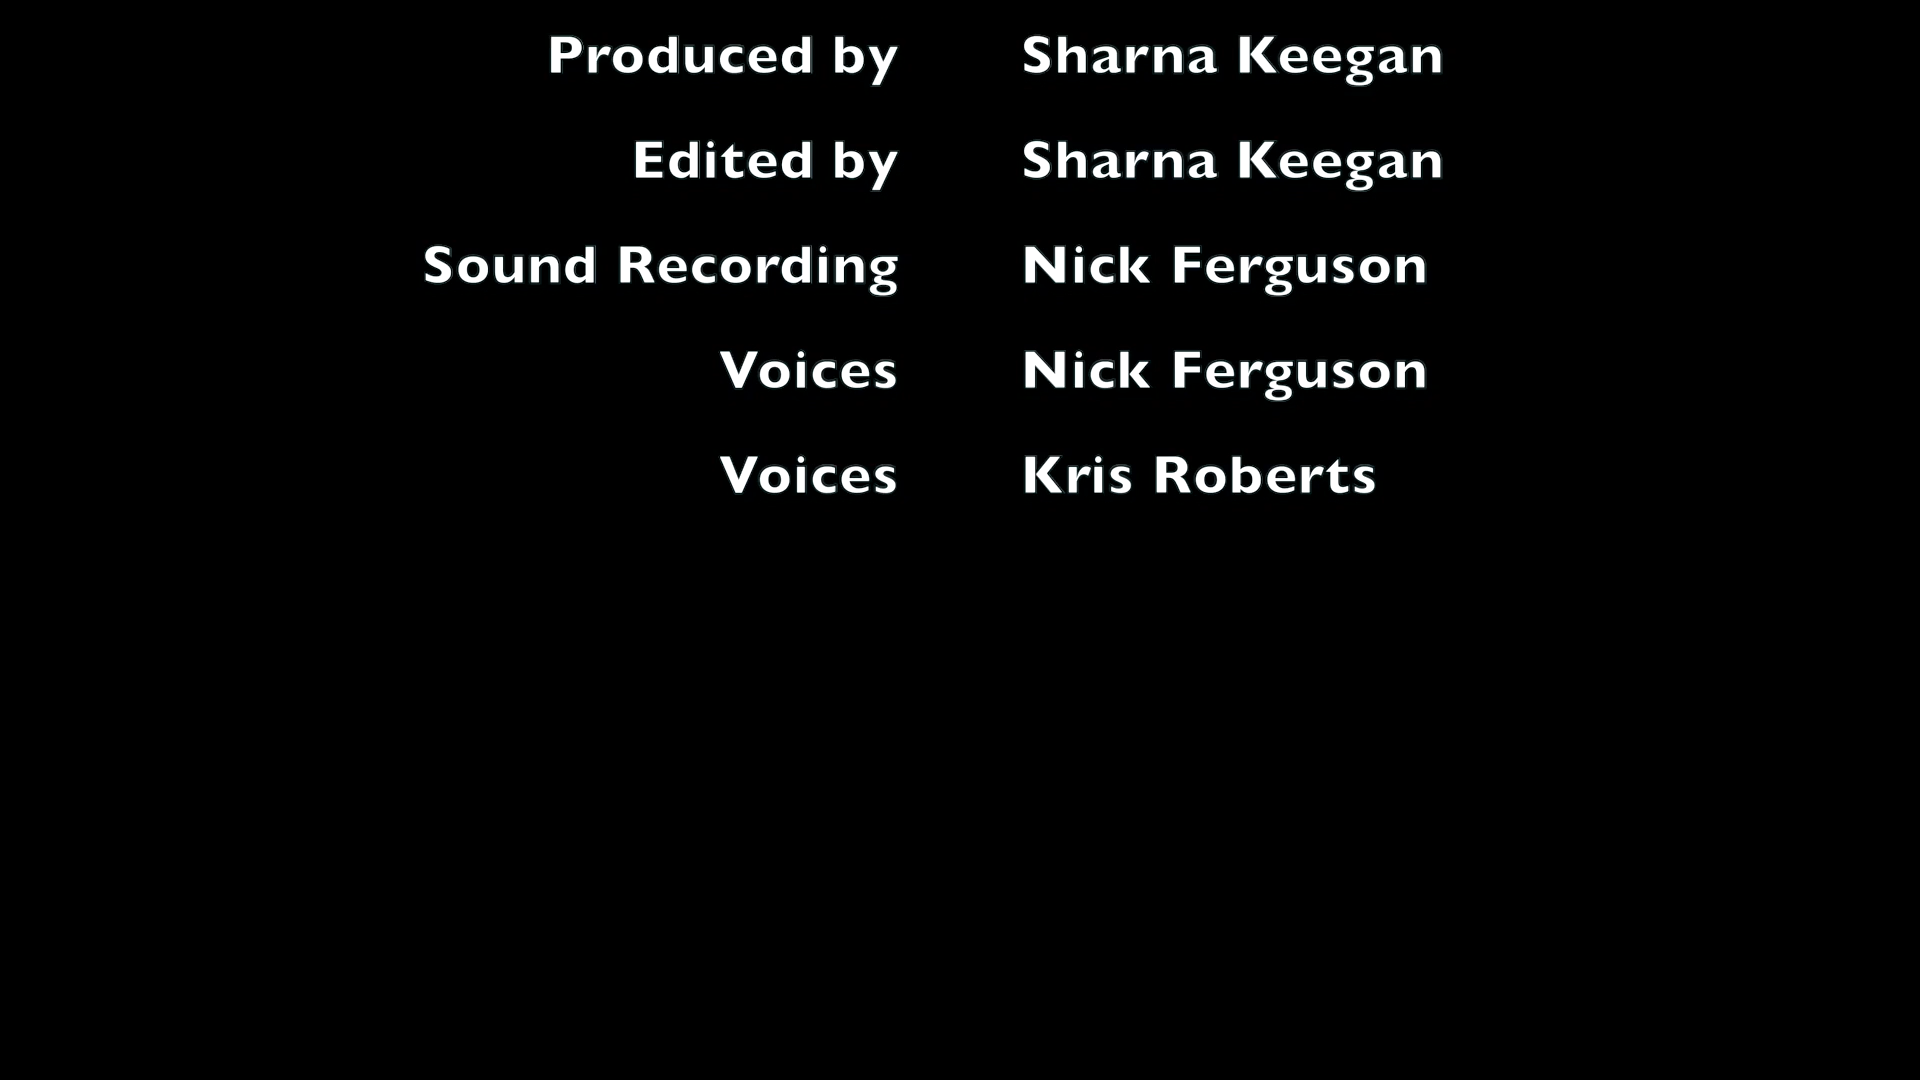 Produced by Sharna Keegan
Edited by Sharna Keegan
Sound Recording Nick Ferguson
Voices Nick Ferguson
Voices Kris Roberts